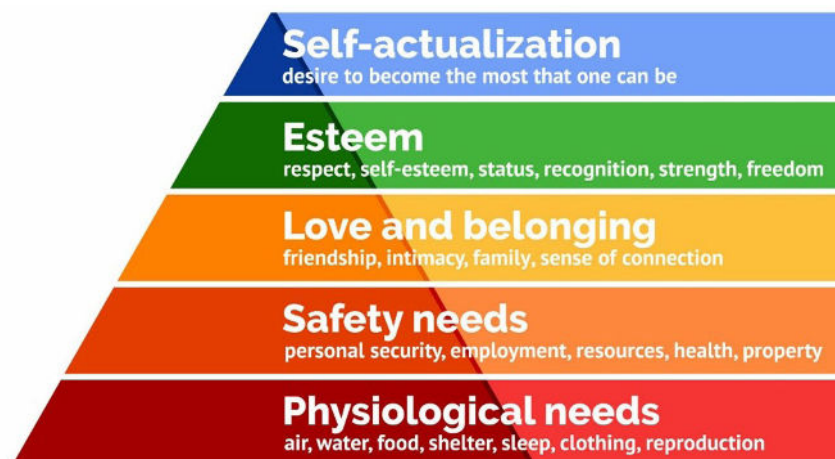 Self-actualization
desire to become the most that one can be
Esteem
respect, self-esteem, status, recognition, strength, freedom
Love and belonging
friendship, intimacy, family, sense of connection
Safety needs
personal security, employment, resources, health, property
Physiological needs
air, water, food, shelter, sleep, clothing, reproduction